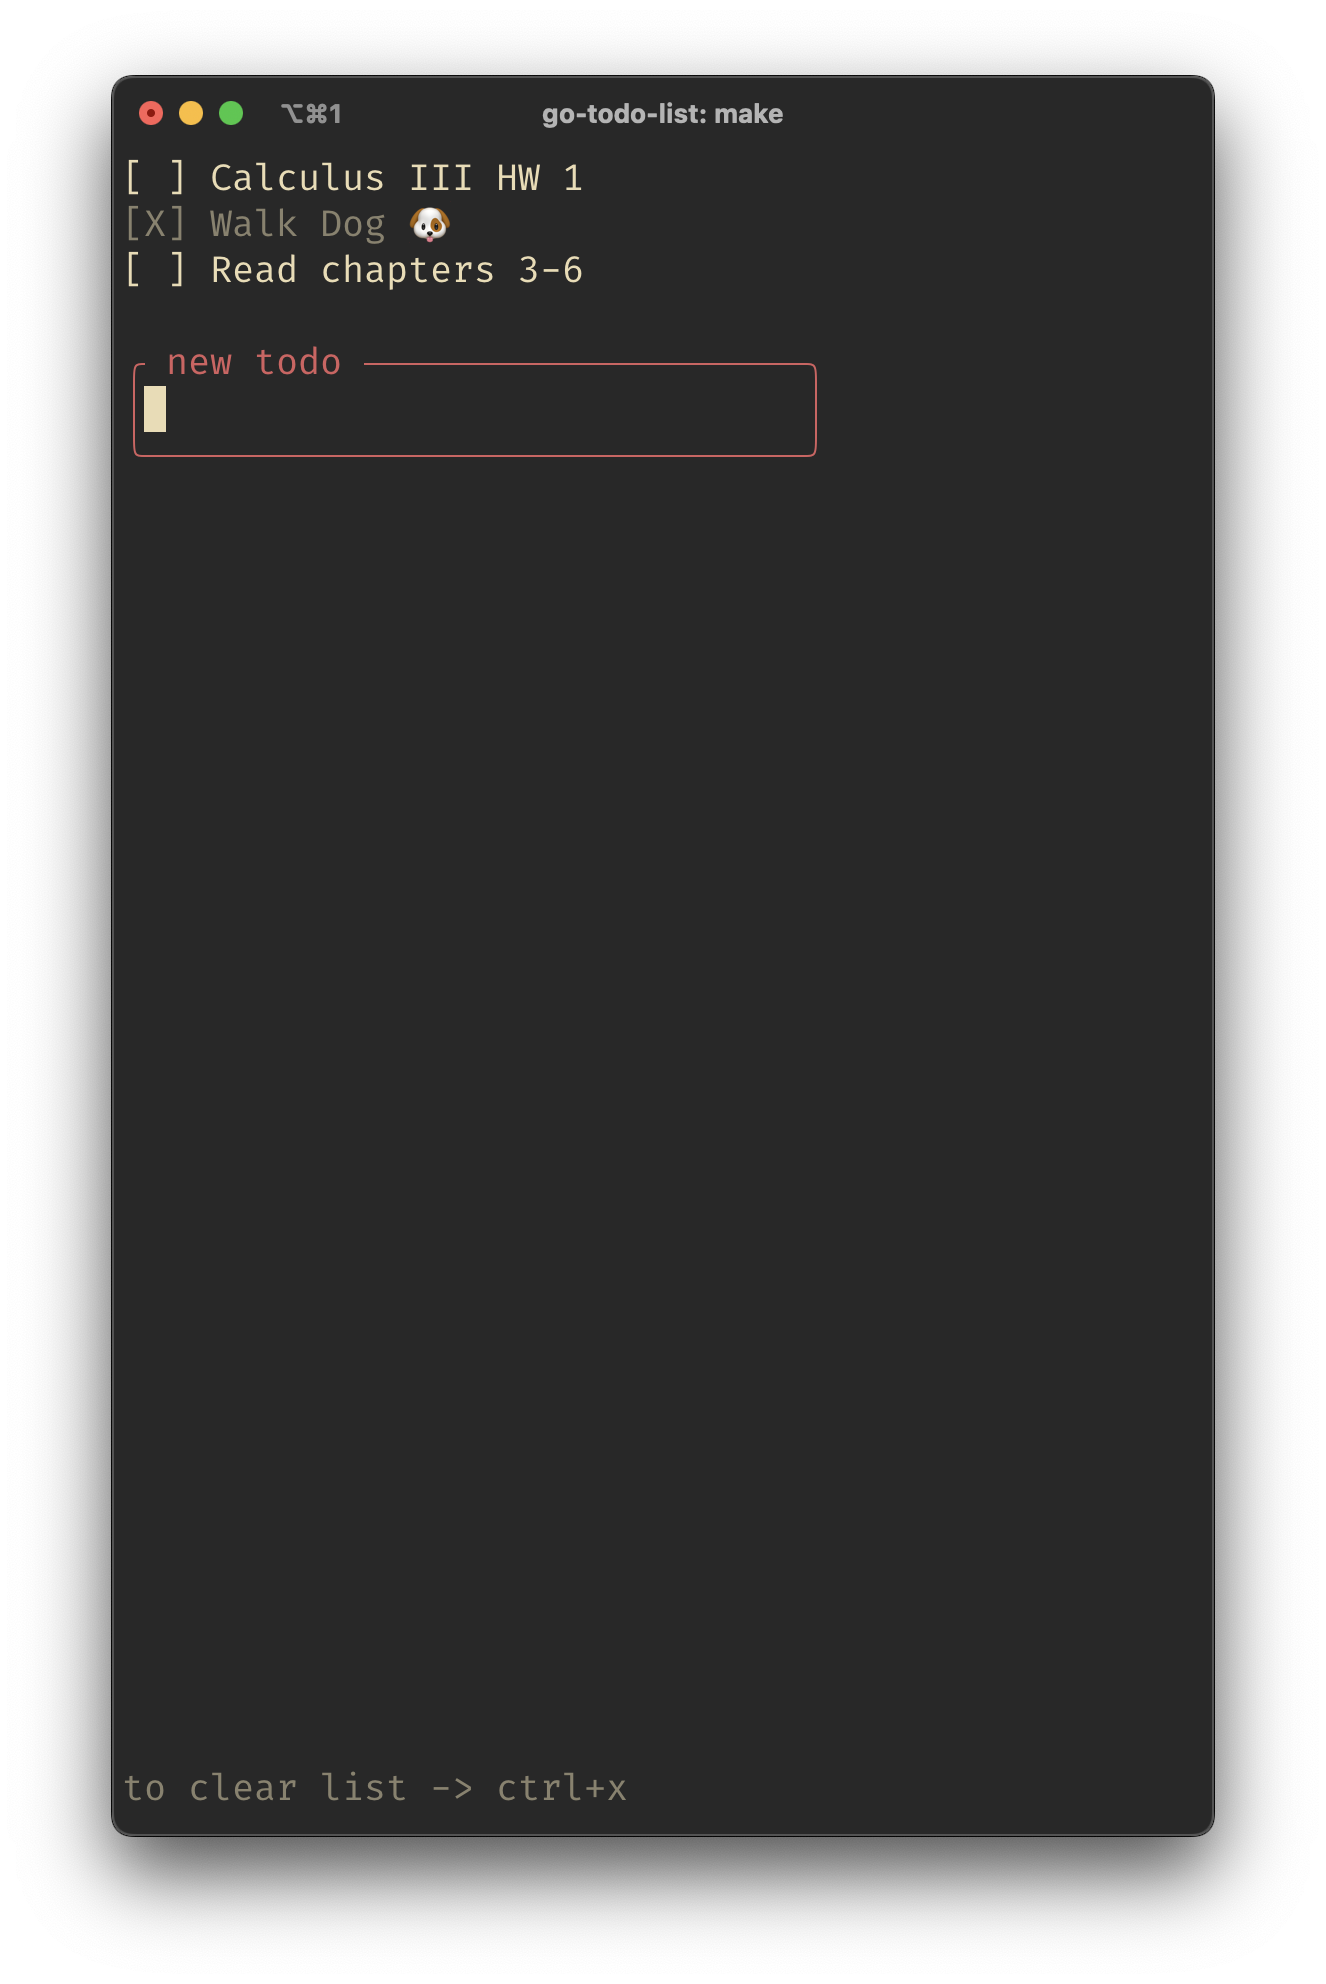 ⌥⌘1 go-todo-list: make
[ ] Calculus III HW 1
[X] Walk Dog 🐶
[ ] Read chapters 3-6
new todo
to clear list -> ctrl+x